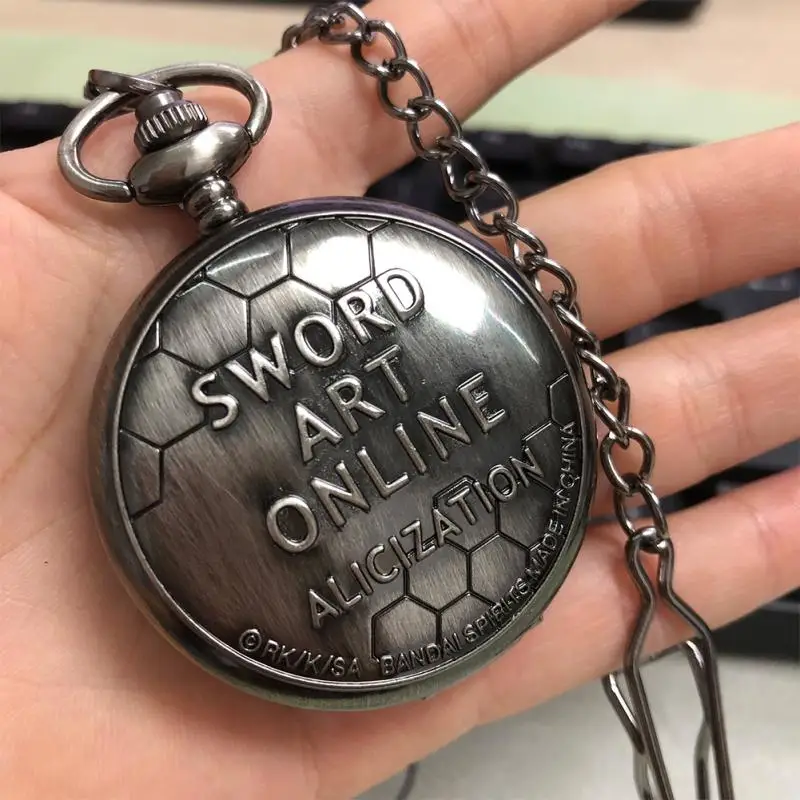 SWORD
ART
ONLINE
ALICIZATION
©RK/K/SA BANDAI SPIRITS MADE IN CHINA